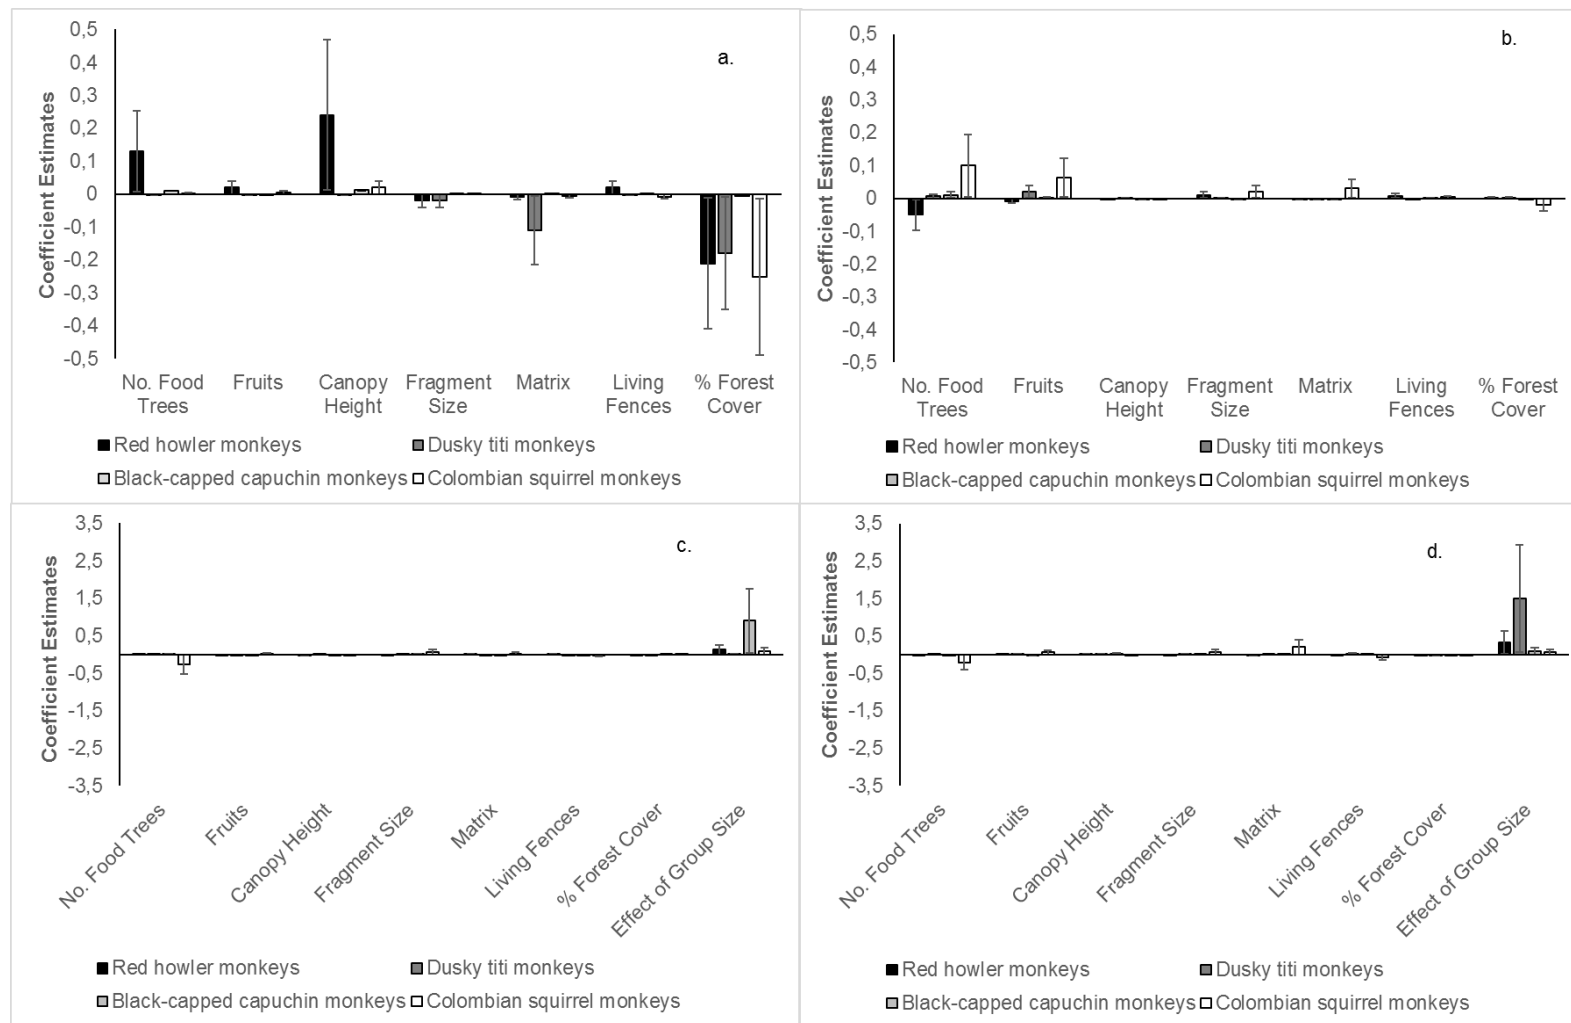 a.
Coefficient Estimates
0,5
0,4
0,3
0,2
0,1
0
-0,1
-0,2
-0,3
-0,4
-0,5
No. Food Trees
Fruits
Canopy Height
Fragment Size
Matrix
Living Fences
% Forest Cover
Red howler monkeys
Dusky titi monkeys
Black-capped capuchin monkeys
Colombian squirrel monkeys
b.
Coefficient Estimates
0,5
0,4
0,3
0,2
0,1
0
-0,1
-0,2
-0,3
-0,4
-0,5
No. Food Trees
Fruits
Canopy Height
Fragment Size
Matrix
Living Fences
% Forest Cover
Red howler monkeys
Dusky titi monkeys
Black-capped capuchin monkeys
Colombian squirrel monkeys
c.
Coefficient Estimates
3,5
2,5
1,5
0,5
-0,5
-1,5
-2,5
-3,5
No. Food Trees
Fruits
Canopy Height
Fragment Size
Matrix
Living Fences
% Forest Cover
Effect of Group Size
Red howler monkeys
Dusky titi monkeys
Black-capped capuchin monkeys
Colombian squirrel monkeys
d.
Coefficient Estimates
3,5
2,5
1,5
0,5
-0,5
-1,5
-2,5
-3,5
No. Food Trees
Fruits
Canopy Height
Fragment Size
Matrix
Living Fences
% Forest Cover
Effect of Group Size
Red howler monkeys
Dusky titi monkeys
Black-capped capuchin monkeys
Colombian squirrel monkeys